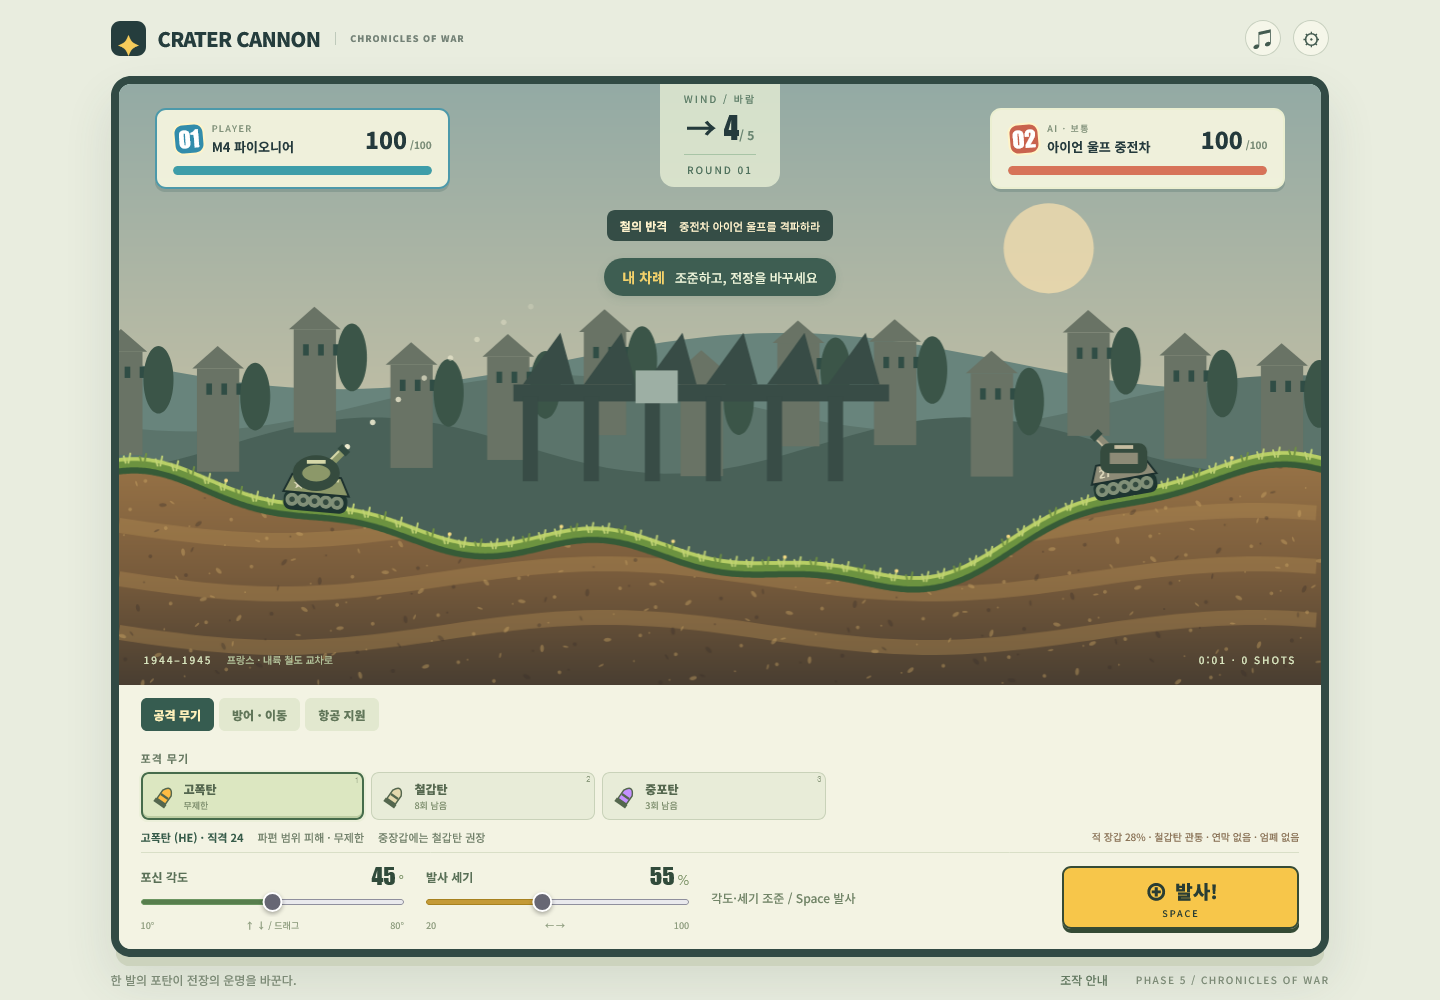 CRATER CANNON
CHRONICLES OF WAR
01
PLAYER
M4 파이오니어
100 /100
WIND / 바람
→ 4 / 5
ROUND 01
02
AI · 보통
아이언 울프 중전차
100 /100
철의 반격 중전차 아이언 울프를 격파하라
내 차례 조준하고, 전장을 바꾸세요
1944–1945 프랑스 · 내륙 철도 교차로
0:01 · 0 SHOTS
공격 무기
방어 · 이동
항공 지원
포격 무기
고폭탄
무제한
1
철갑탄
8회 남음
2
중포탄
3회 남음
3
고폭탄 (HE) · 직격 24 파편 범위 피해 · 무제한 중장갑에는 철갑탄 권장
적 장갑 28% · 철갑탄 관통 · 연막 없음 · 엄폐 없음
포신 각도 45 °
10° ↑ ↓ / 드래그 80°
발사 세기 55 %
20 ←→ 100
각도·세기 조준 / Space 발사
발사!
SPACE
한 발의 포탄이 전장의 운명을 바꾼다.
조작 안내
PHASE 5 / CHRONICLES OF WAR